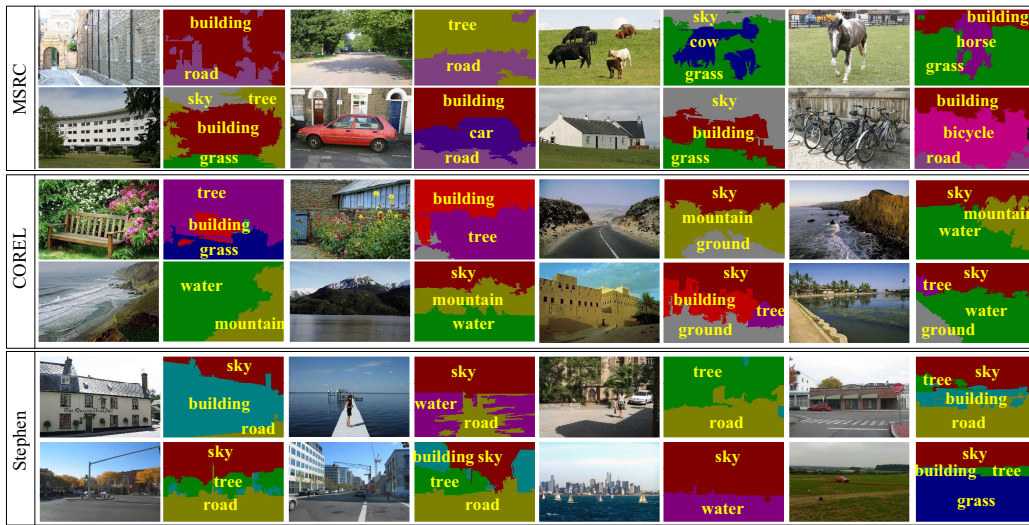 MSRC
building
road
tree
road
sky
cow
grass
building
horse
grass
sky tree
building
grass
building
car
road
sky
building
grass
building
bicycle
road
COREL
tree
building
grass
building
tree
sky
mountain
ground
sky
mountain
water
water
mountain
sky
mountain
water
sky
building
tree
ground
sky
tree
water
ground
Stephen
sky
building
road
sky
water
road
tree
road
sky
tree
building
road
sky
tree
road
building sky
tree
road
sky
water
sky
building tree
grass